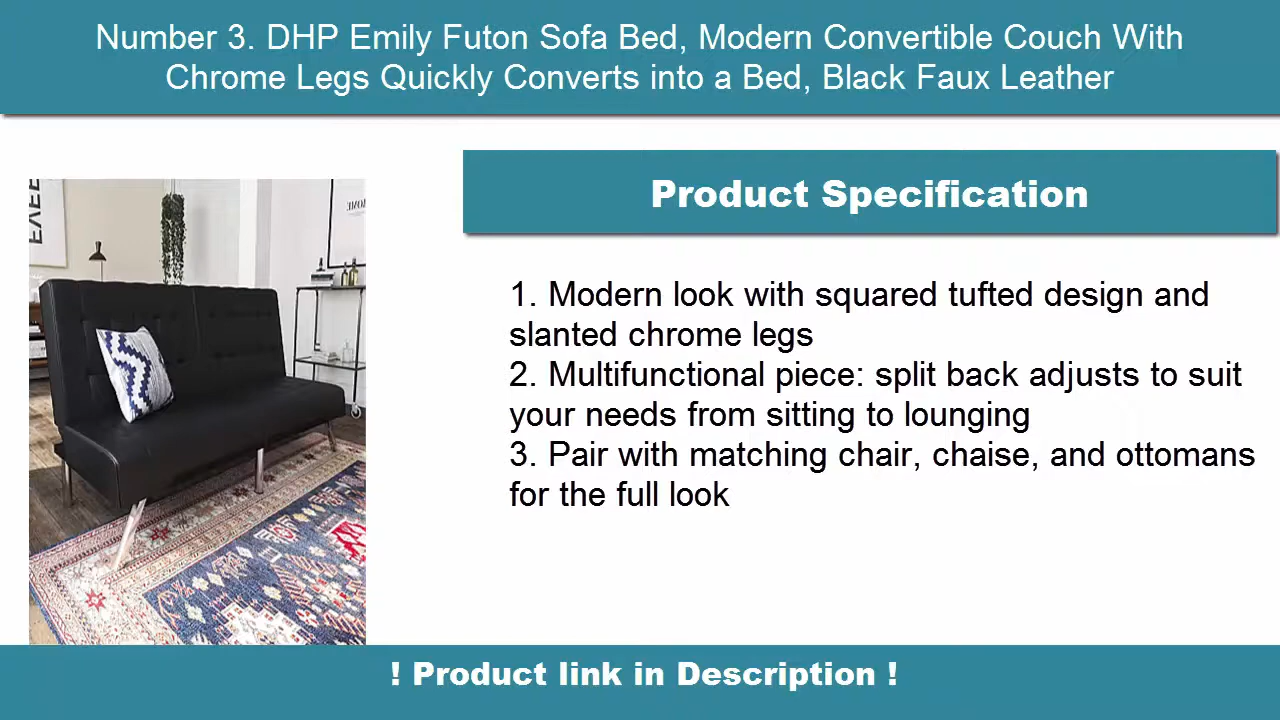 Number 3. DHP Emily Futon Sofa Bed, Modern Convertible Couch With
Chrome Legs Quickly Converts into a Bed, Black Faux Leather
Product Specification
1. Modern look with squared tufted design and
slanted chrome legs
2. Multifunctional piece: split back adjusts to suit
your needs from sitting to lounging
3. Pair with matching chair, chaise, and ottomans
for the full look
! Product link in Description !